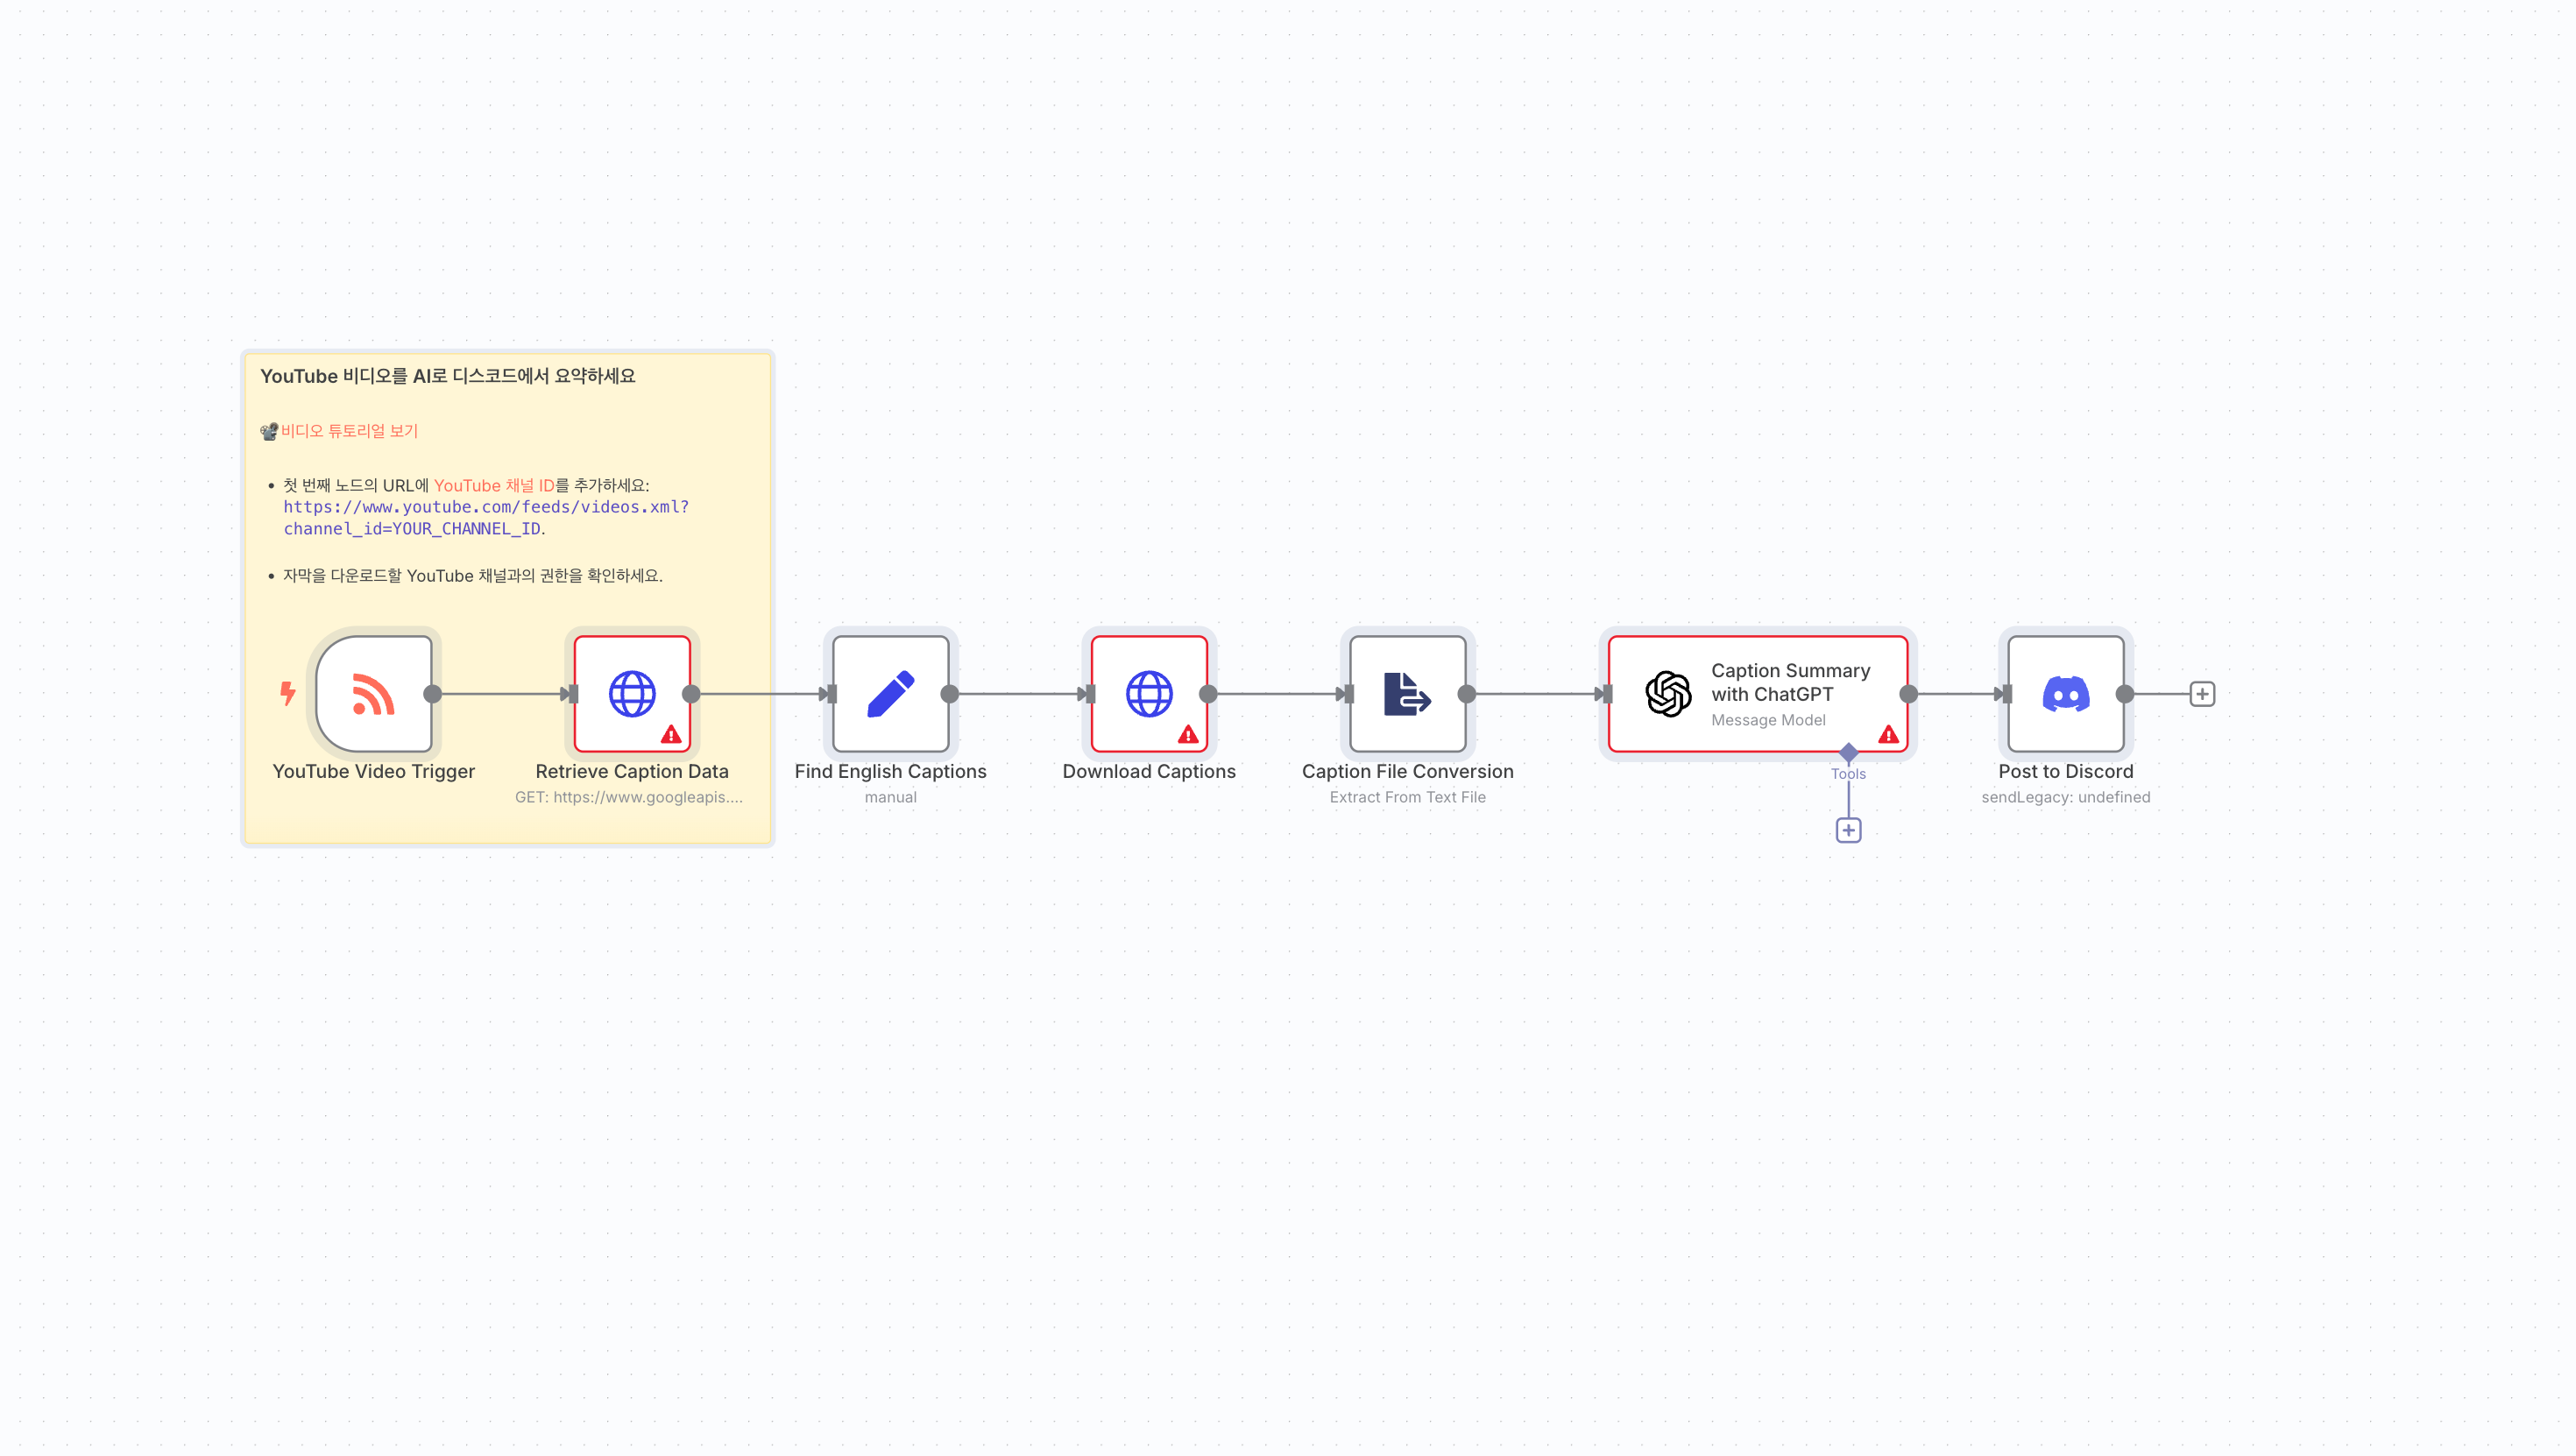 YouTube 비디오를 AI로 디스코드에서 요약하세요
비디오 튜토리얼 보기
첫 번째 노드의 URL에 YouTube 채널 ID를 추가하세요:
https://www.youtube.com/feeds/videos.xml?
channel_id=YOUR_CHANNEL_ID.
자막을 다운로드할 YouTube 채널과의 권한을 확인하세요.
YouTube Video Trigger
Retrieve Caption Data
GET: https://www.googleapis....
Find English Captions
manual
Download Captions
Caption File Conversion
Extract From Text File
Caption Summary
with ChatGPT
Message Model
Tools
Post to Discord
sendLegacy: undefined